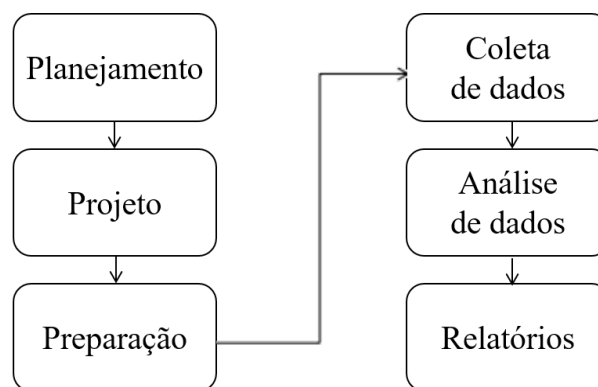 Planejamento
Projeto
Preparação
Coleta
de dados
Análise
de dados
Relatórios